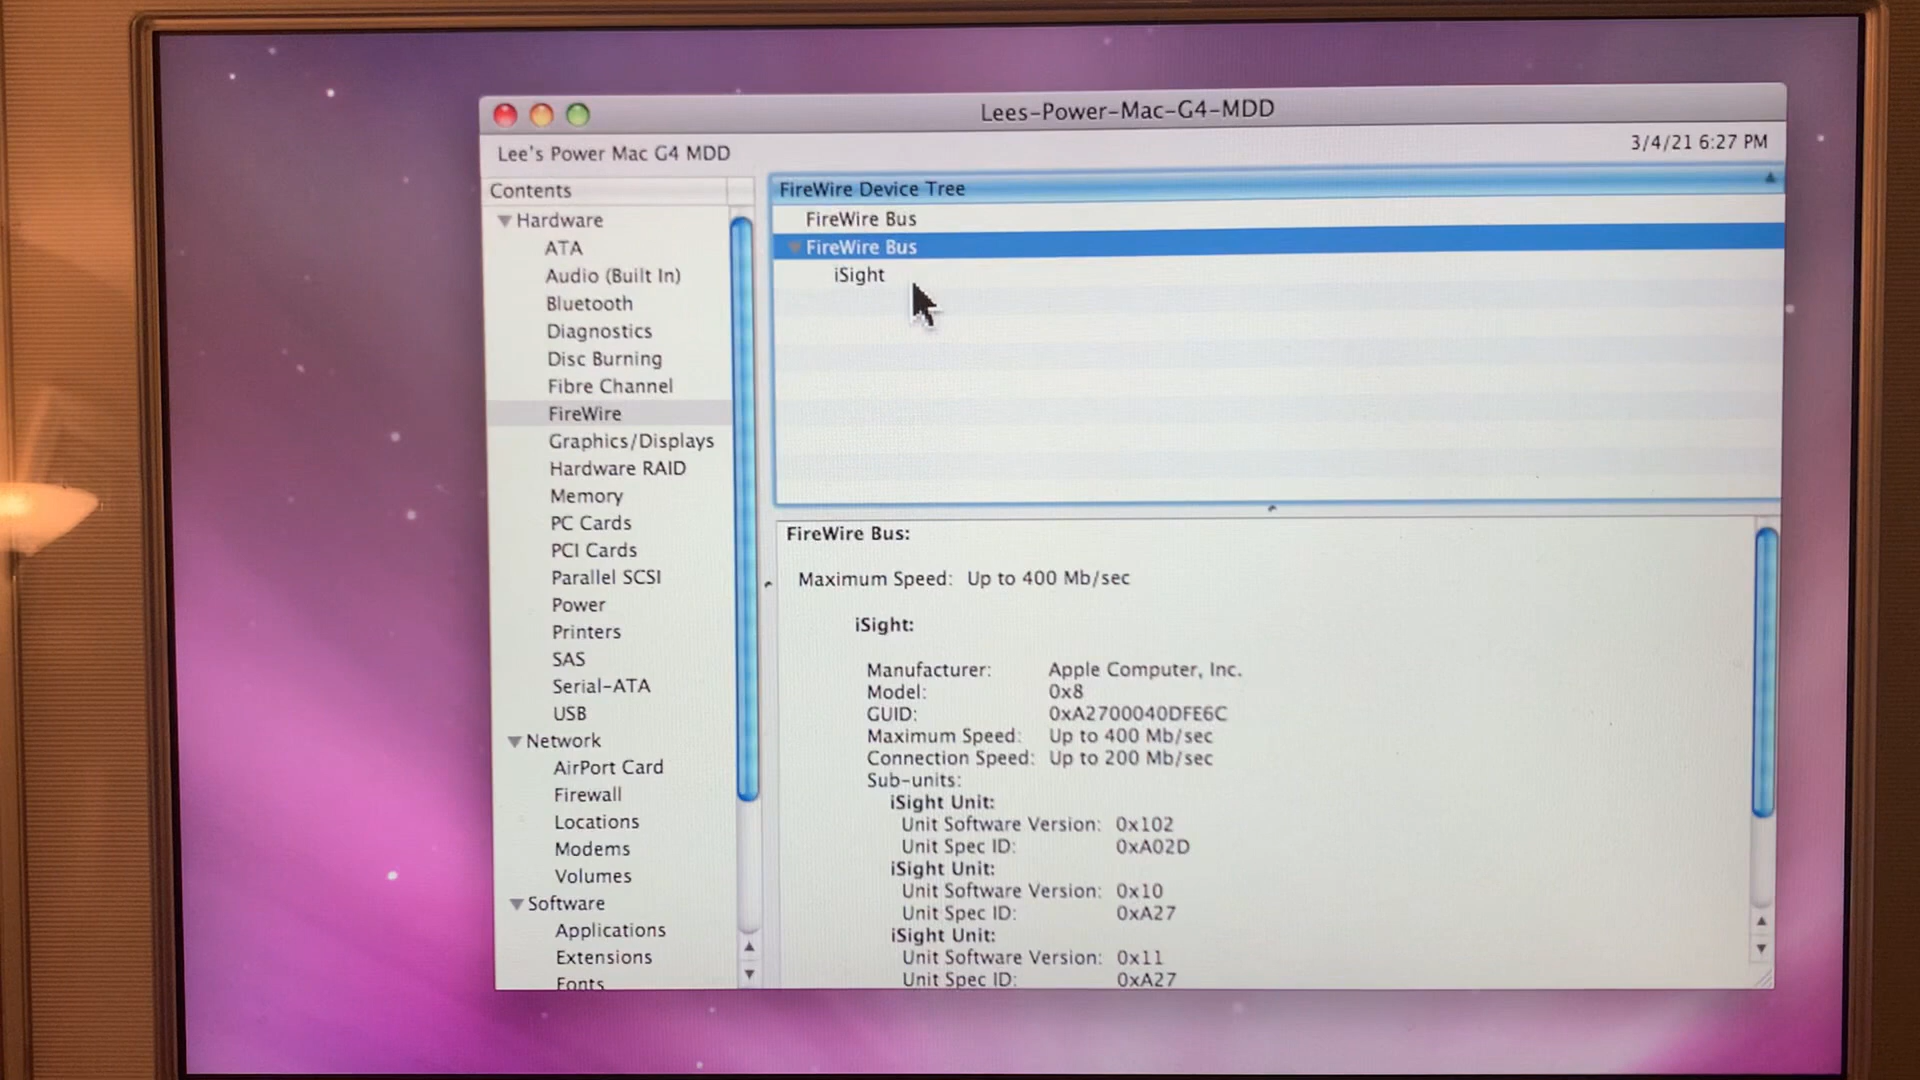 Lees-Power-Mac-G4-MDD
Lee's Power Mac G4 MDD
3/4/21 6:27 PM
Contents
Hardware
ATA
Audio (Built In)
Bluetooth
Diagnostics
Disc Burning
Fibre Channel
FireWire
Graphics/Displays
Hardware RAID
Memory
PC Cards
PCI Cards
Parallel SCSI
Power
Printers
SAS
Serial-ATA
USB
Network
AirPort Card
Firewall
Locations
Modems
Volumes
Software
Applications
Extensions
Fonts
FireWire Device Tree
FireWire Bus
FireWire Bus
iSight
FireWire Bus:
Maximum Speed: Up to 400 Mb/sec
iSight:
Manufacturer: Apple Computer, Inc.
Model: 0x8
GUID: 0xA2700040DFE6C
Maximum Speed: Up to 400 Mb/sec
Connection Speed: Up to 200 Mb/sec
Sub-units:
iSight Unit:
Unit Software Version: 0x102
Unit Spec ID: 0xA02D
iSight Unit:
Unit Software Version: 0x10
Unit Spec ID: 0xA27
iSight Unit:
Unit Software Version: 0x11
Unit Spec ID: 0xA27